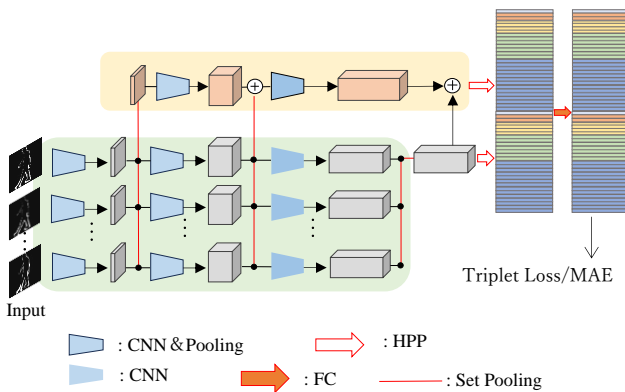 Triplet Loss/MAE
Input
: CNN & Pooling
: HPP
: CNN
: FC
: Set Pooling